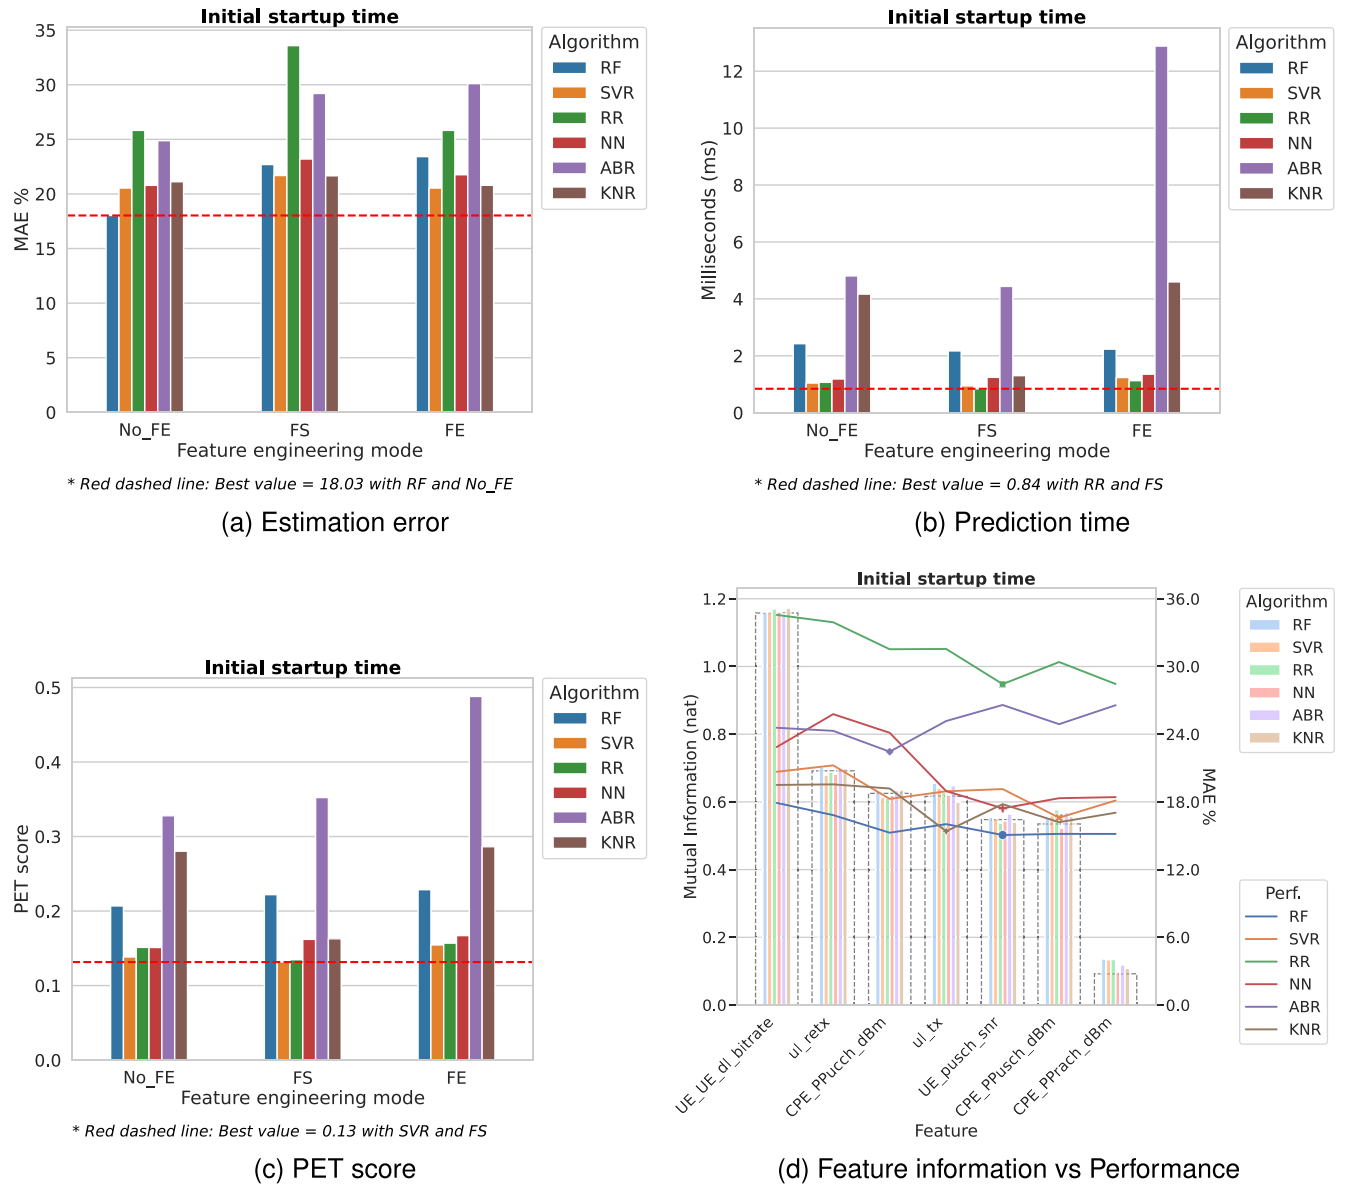 Initial startup time
MAE %
35
30
25
20
15
10
5
0
No_FE
FS
FE
Feature engineering mode
Algorithm
RF
SVR
RR
NN
ABR
KNR
* Red dashed line: Best value = 18.03 with RF and No_FE
(a) Estimation error
Initial startup time
Milliseconds (ms)
12
10
8
6
4
2
0
No_FE
FS
FE
Feature engineering mode
Algorithm
RF
SVR
RR
NN
ABR
KNR
* Red dashed line: Best value = 0.84 with RR and FS
(b) Prediction time
Initial startup time
PET score
0.5
0.4
0.3
0.2
0.1
0.0
No_FE
FS
FE
Feature engineering mode
Algorithm
RF
SVR
RR
NN
ABR
KNR
* Red dashed line: Best value = 0.13 with SVR and FS
(c) PET score
Initial startup time
Mutual Information (nat)
1.2
1.0
0.8
0.6
0.4
0.2
0.0
36.0
30.0
24.0
18.0
12.0
6.0
0.0
MAE %
UE_UE_dl_bitrate
ul_retx
CPE_PPucch_dBm
ul_tx
UE_pusch_snr
CPE_PPusch_dBm
CPE_PPrach_dBm
Feature
Algorithm
RF
SVR
RR
NN
ABR
KNR
Perf.
RF
SVR
RR
NN
ABR
KNR
(d) Feature information vs Performance